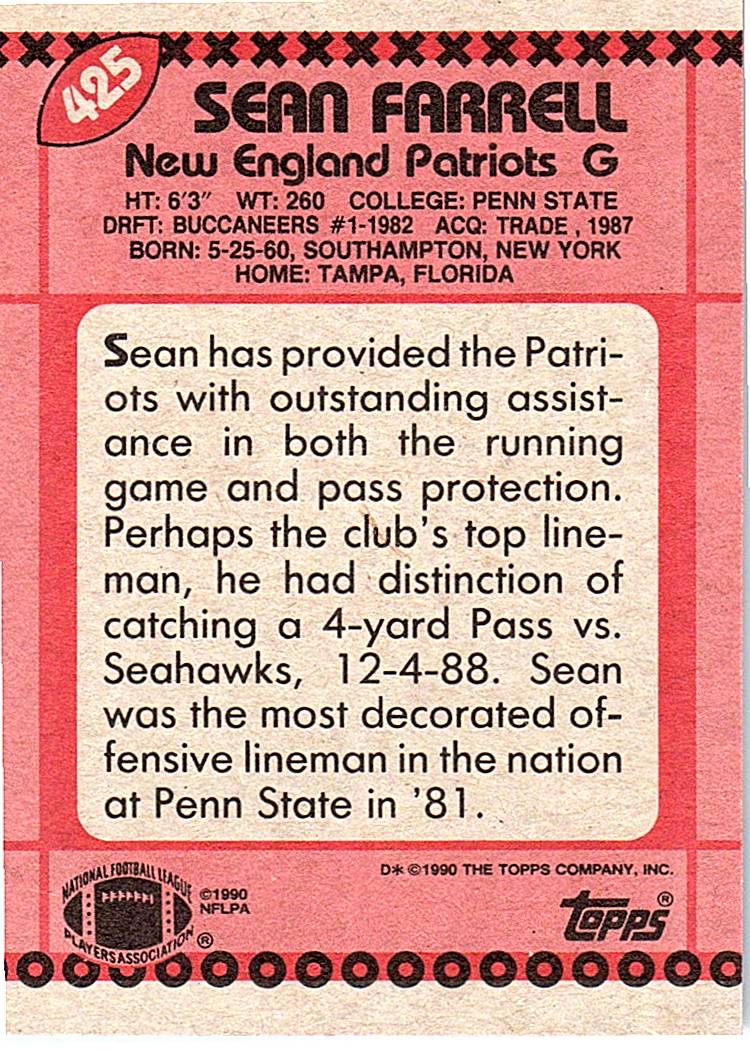 425
SEAN FARRELL
New England Patriots G
HT: 6'3" WT: 260 COLLEGE: PENN STATE
DRFT: BUCCANEERS #1-1982 ACQ: TRADE , 1987
BORN: 5-25-60, SOUTHAMPTON, NEW YORK
HOME: TAMPA, FLORIDA
Sean has provided the Patri-
ots with outstanding assist-
ance in both the running
game and pass protection.
Perhaps the club's top line-
man, he had distinction of
catching a 4-yard Pass vs.
Seahawks, 12-4-88. Sean
was the most decorated of-
fensive lineman in the nation
at Penn State in '81.
D* ©1990 THE TOPPS COMPANY, INC.
NATIONAL FOOTBALL LEAGUE
PLAYERS ASSOCIATION ®
©1990
NFLPA
topps ®